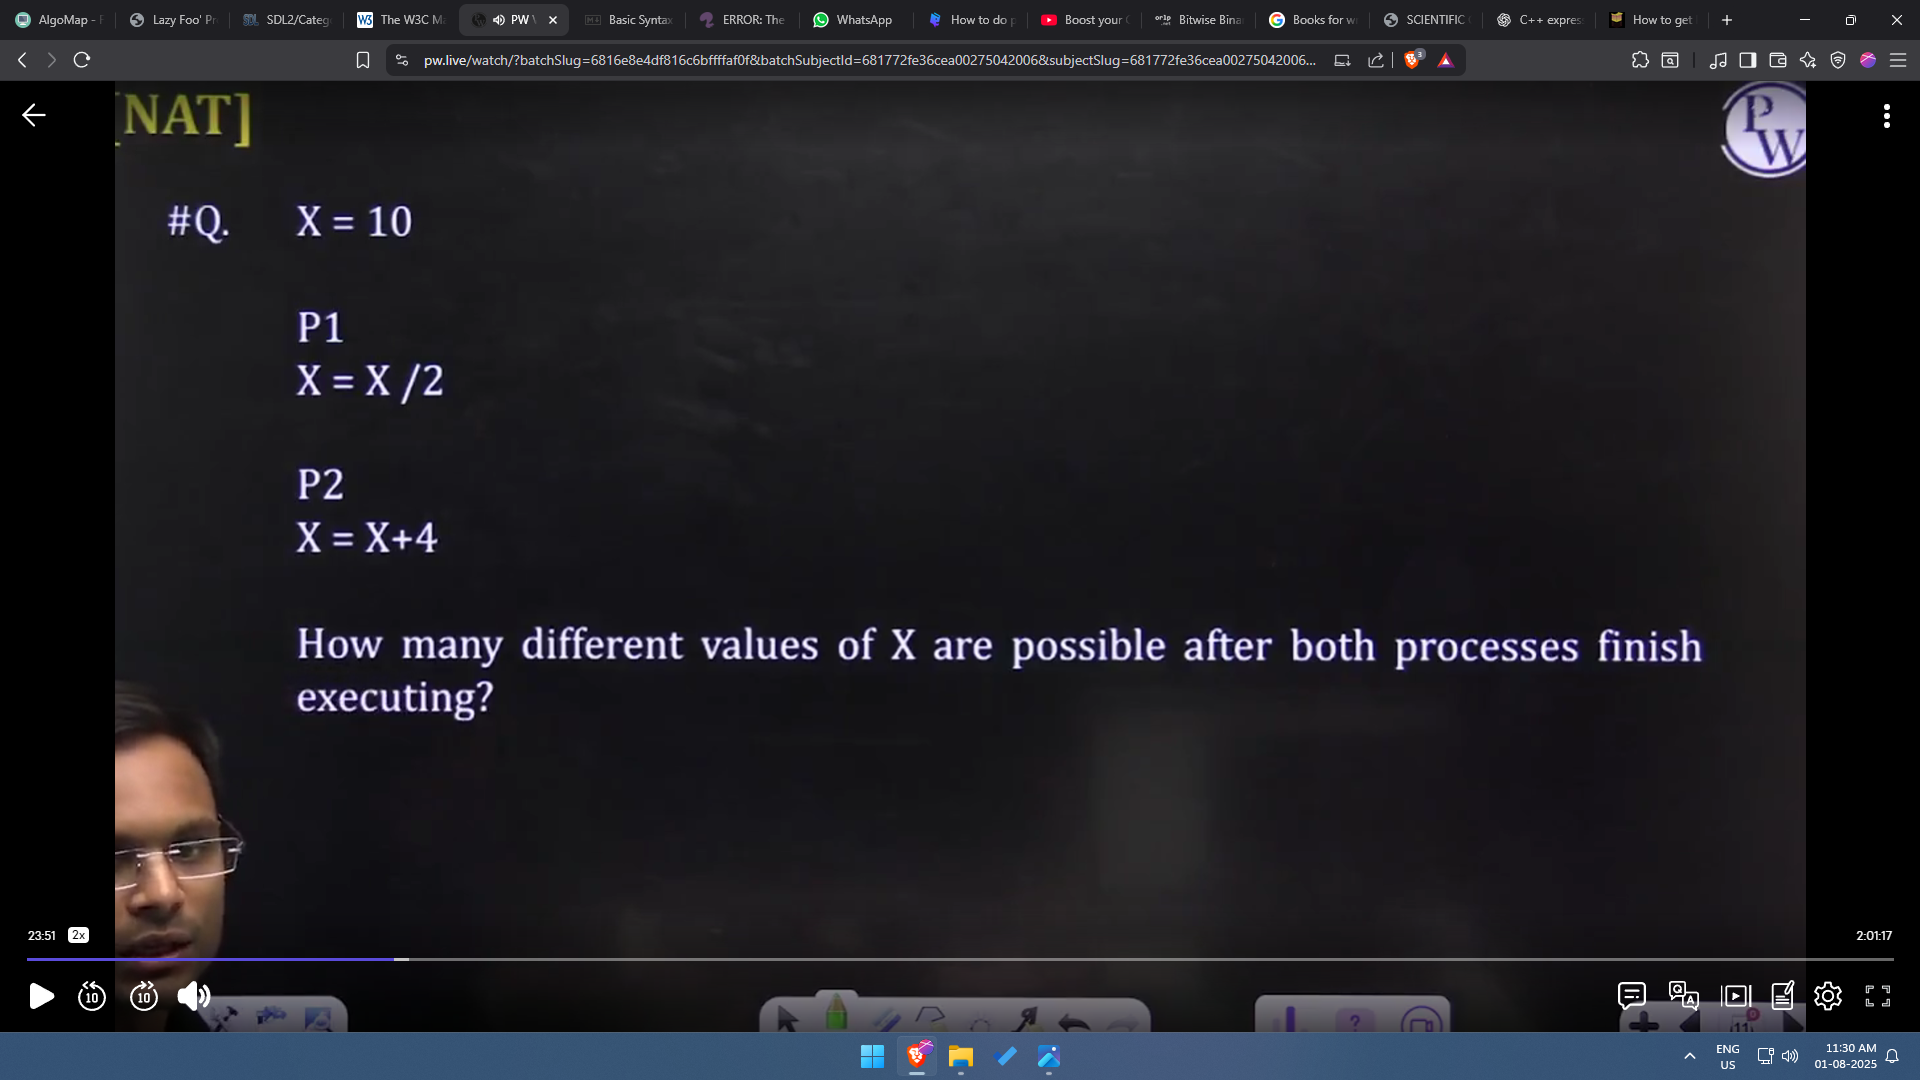 AlgoMap - F
Lazy Foo' Pr
SDL2/Categ
The W3C Ma
PW \
Basic Syntax
ERROR: The
WhatsApp
How to do p
Boost your C
Bitwise Bina
Books for wi
SCIENTIFIC
C++ expres
How to get
pw.live/watch/?batchSlug=6816e8e4df816c6bffffaf0f&batchSubjectId=681772fe36cea00275042006&subjectSlug=681772fe36cea00275042006...
3
[NAT]
P
W
#Q. X = 10
P1
X = X /2
P2
X = X+4
How many different values of X are possible after both processes finish
executing?
23:51 2x
2:01:17
10 10
Q A
?
ENG
US
11:30 AM
01-08-2025